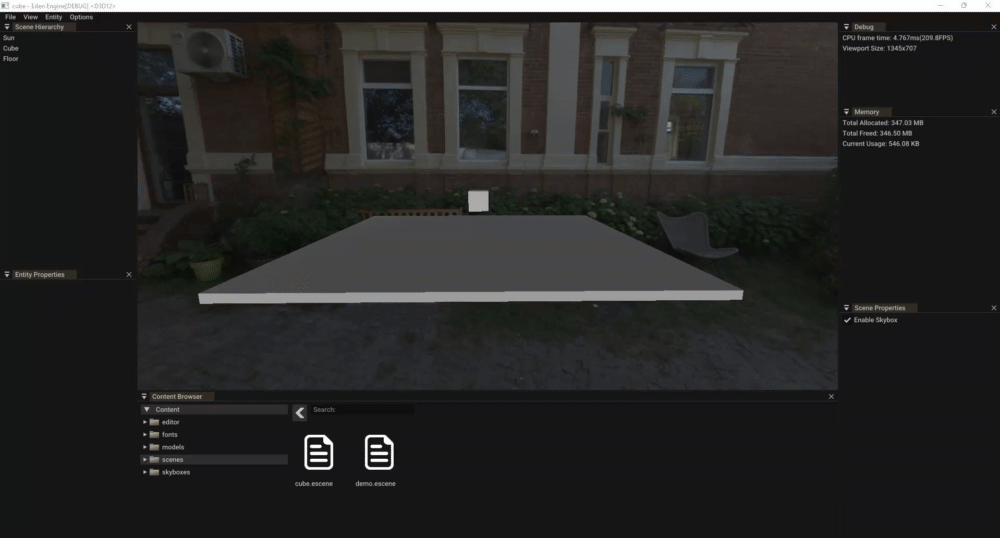 cube - Eden Engine[DEBUG] <D3D12>
File View Entity Options
Scene Hierarchy
Sun
Cube
Floor
Entity Properties
Content Browser
Content
editor
fonts
models
scenes
skyboxes
Search:
cube.escene
demo.escene
Debug
CPU frame time: 4.767ms(209.8FPS)
Viewport Size: 1345x707
Memory
Total Allocated: 347.03 MB
Total Freed: 346.50 MB
Current Usage: 546.08 KB
Scene Properties
Enable Skybox